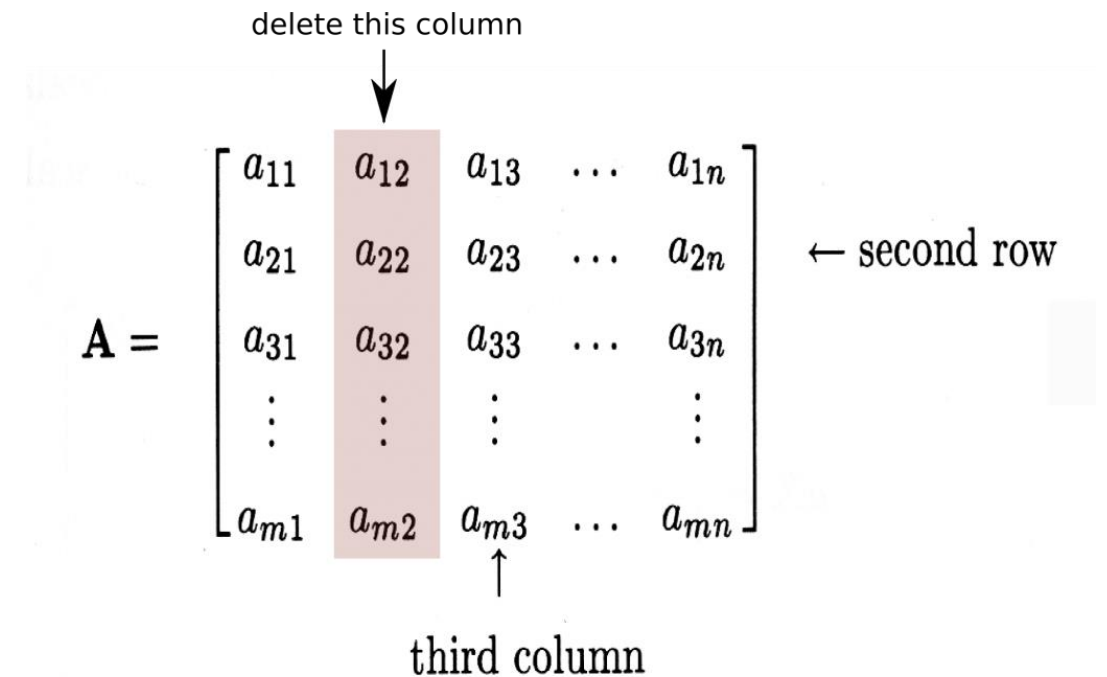 delete this column
a11 a12 a13 ... a1n
a21 a22 a23 ... a2n ← second row
A = a31 a32 a33 ... a3n
⋮ ⋮ ⋮ ⋮
am1 am2 am3 ... amn
third column